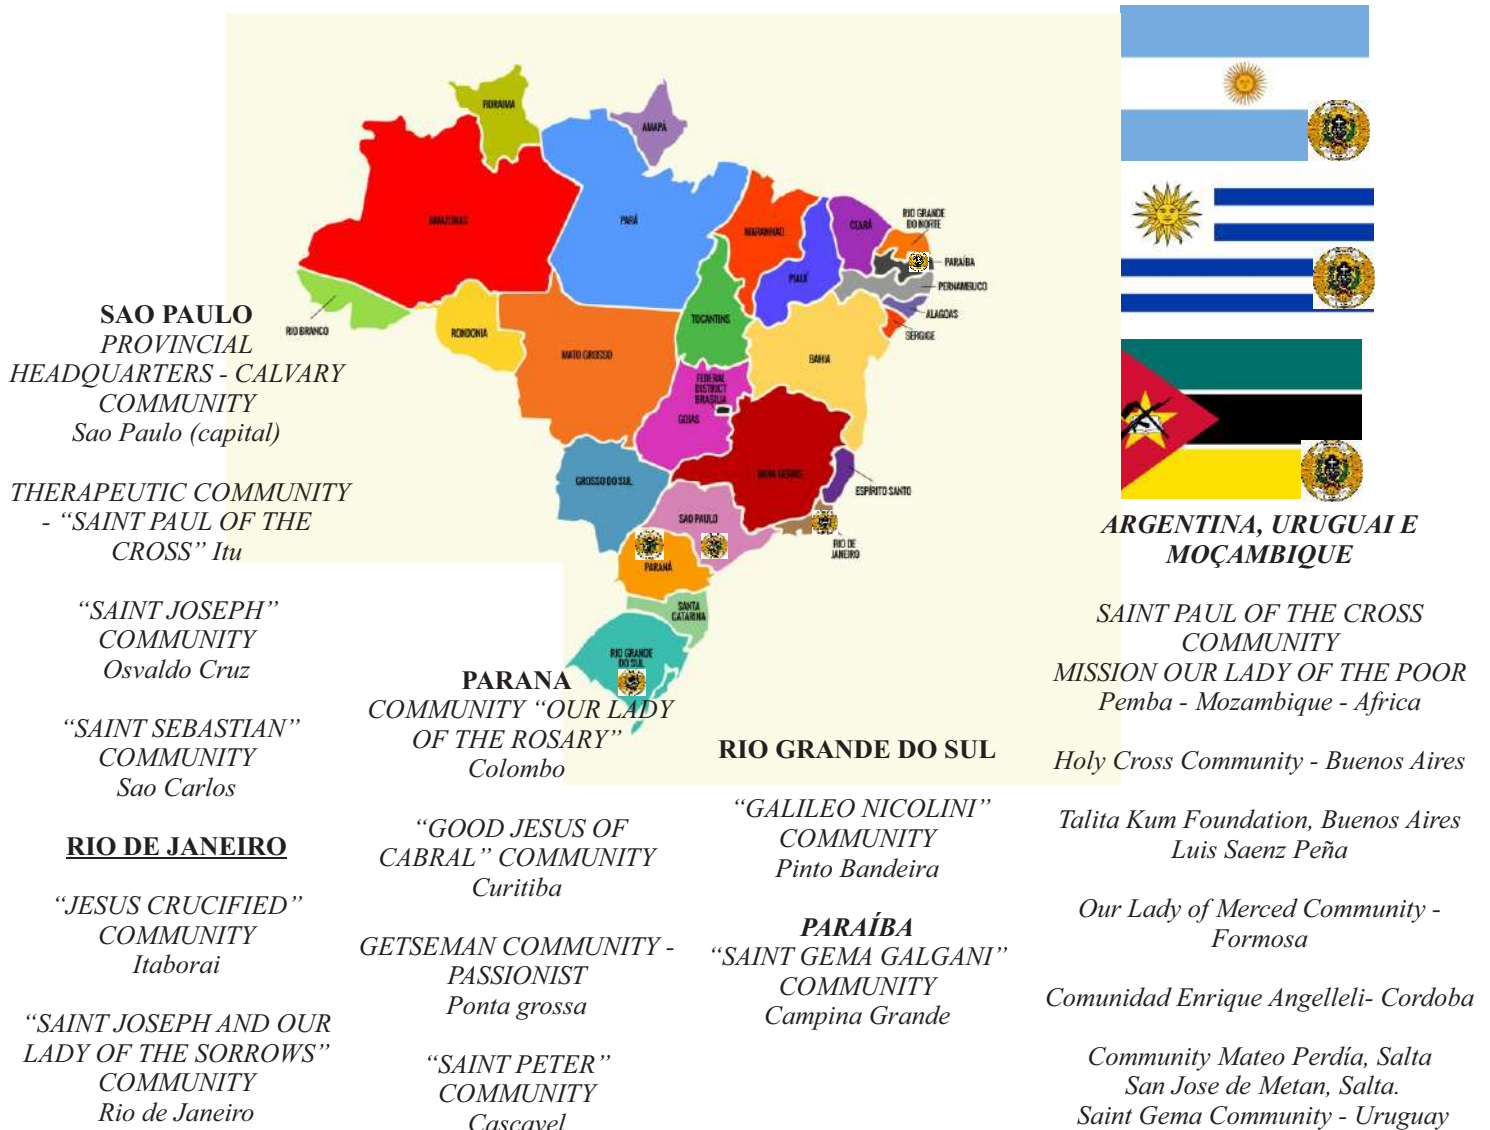 RORAIMA
AMAPÁ
AMAZONAS
PARÁ
MARANHAO
CEARÁ
RIO GRANDE
DO NORTE
PARAÍBA
PIAUÍ
PERNAMBUCO
ALAGOAS
SERGIGE
RIO BRANCO
RONDONIA
TOCANTINS
MATO GROSSO
BAHIA
FEDERAL
DISTRICT
BRASILIA
GOIAS
MINA GERAIS
GROSSO DO SUL
ESPÍRITO SANTO
SAO PAULO
RIO DE
JANEIRO
PARANÁ
SANTA
CATARINA
RIO GRANDE
DO SUL
SAO PAULO
PROVINCIAL
HEADQUARTERS - CALVARY
COMMUNITY
Sao Paulo (capital)
THERAPEUTIC COMMUNITY
- “SAINT PAUL OF THE
CROSS” Itu
“SAINT JOSEPH”
COMMUNITY
Osvaldo Cruz
“SAINT SEBASTIAN”
COMMUNITY
Sao Carlos
RIO DE JANEIRO
“JESUS CRUCIFIED”
COMMUNITY
Itaborai
“SAINT JOSEPH AND OUR
LADY OF THE SORROWS”
COMMUNITY
Rio de Janeiro
PARANA
COMMUNITY “OUR LADY
OF THE ROSARY”
Colombo
“GOOD JESUS OF
CABRAL” COMMUNITY
Curitiba
GETSEMAN COMMUNITY -
PASSIONIST
Ponta grossa
“SAINT PETER”
COMMUNITY
Cascavel
RIO GRANDE DO SUL
“GALILEO NICOLINI”
COMMUNITY
Pinto Bandeira
PARAÍBA
“SAINT GEMA GALGANI”
COMMUNITY
Campina Grande
ARGENTINA, URUGUAI E
MOÇAMBIQUE
SAINT PAUL OF THE CROSS
COMMUNITY
MISSION OUR LADY OF THE POOR
Pemba - Mozambique - Africa
Holy Cross Community - Buenos Aires
Talita Kum Foundation, Buenos Aires
Luis Saenz Peña
Our Lady of Merced Community -
Formosa
Comunidad Enrique Angelleli- Cordoba
Community Mateo Perdía, Salta
San Jose de Metan, Salta.
Saint Gema Community - Uruguay